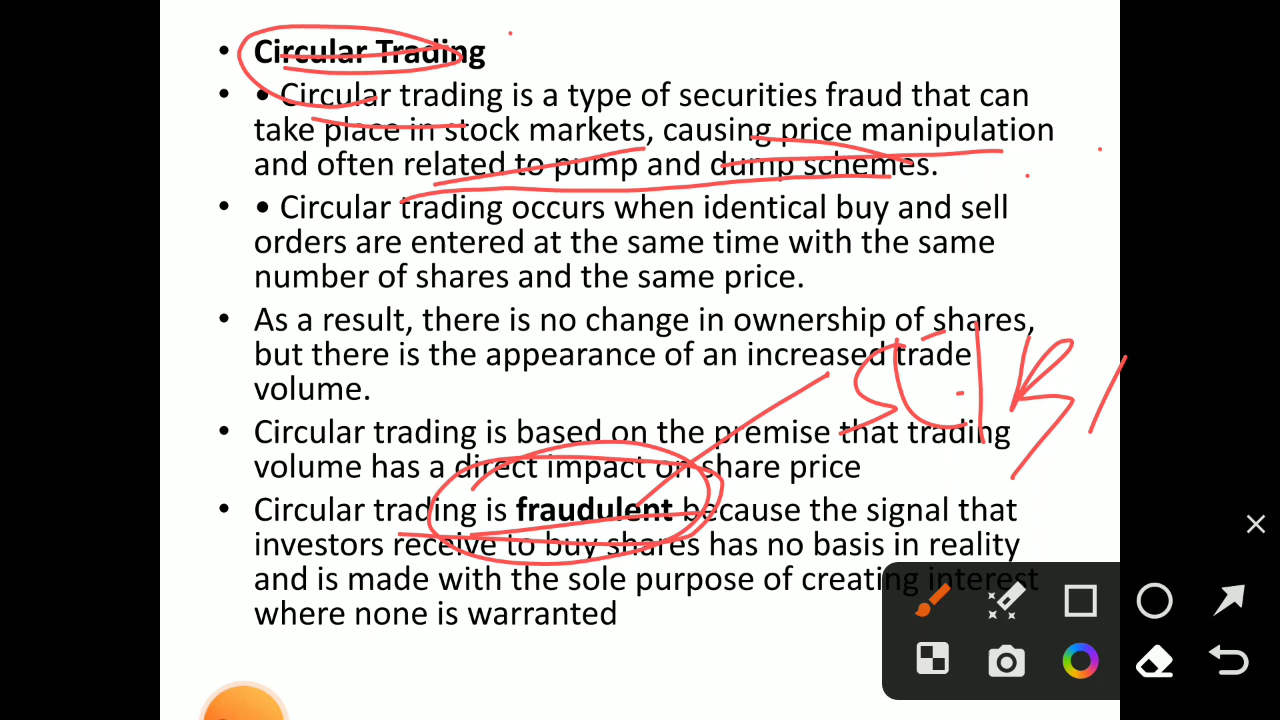 • Circular Trading
• • Circular trading is a type of securities fraud that can
take place in stock markets, causing price manipulation
and often related to pump and dump schemes.
• • Circular trading occurs when identical buy and sell
orders are entered at the same time with the same
number of shares and the same price.
• As a result, there is no change in ownership of shares,
but there is the appearance of an increased trade
volume.
• Circular trading is based on the premise that trading
volume has a direct impact on share price
• Circular trading is fraudulent because the signal that
investors receive to buy shares has no basis in reality
and is made with the sole purpose of creating interest
where none is warranted